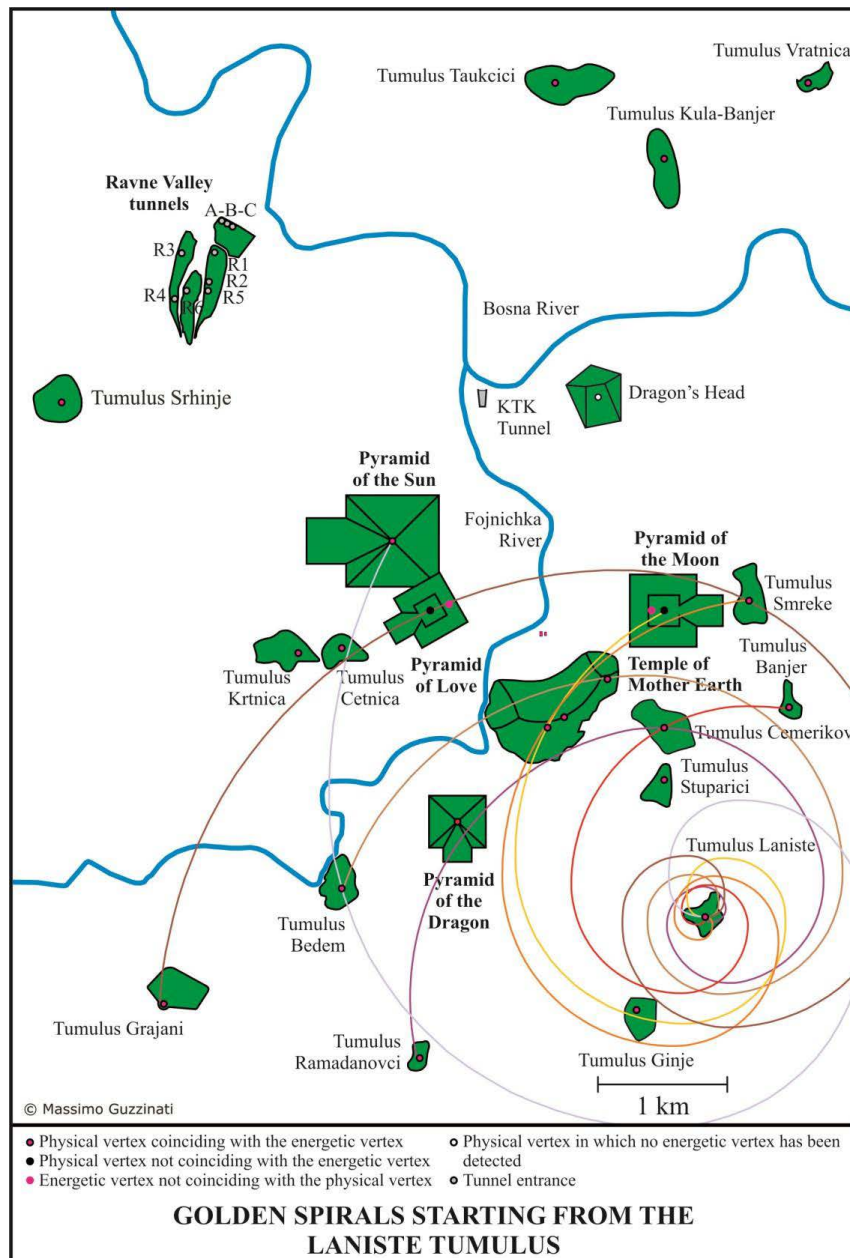 Tumulus Vratnica
Tumulus Taukcici
Tumulus Kula-Banjer
Ravne Valley
tunnels
A-B-C
R3
R1
R2
R4
R6
R5
Bosna River
Tumulus Srhinje
Dragon's Head
KTK
Tunnel
Pyramid
of the Sun
Fojnichka
River
Pyramid of
the Moon
Tumulus
Smreke
Tumulus
Krtnica
Tumulus
Cetnica
Pyramid
of Love
Temple of
Mother Earth
Tumulus
Banjer
Tumulus Cemerikov
Tumulus
Stuparici
Tumulus Laniste
Pyramid
of the
Dragon
Tumulus
Bedem
Tumulus Grajani
Tumulus
Ramadanovci
Tumulus Ginje
1 km
© Massimo Guzzinati
Physical vertex coinciding with the energetic vertex
Physical vertex not coinciding with the energetic vertex
Energetic vertex not coinciding with the physical vertex
Physical vertex in which no energetic vertex has been
detected
Tunnel entrance
GOLDEN SPIRALS STARTING FROM THE
LANISTE TUMULUS